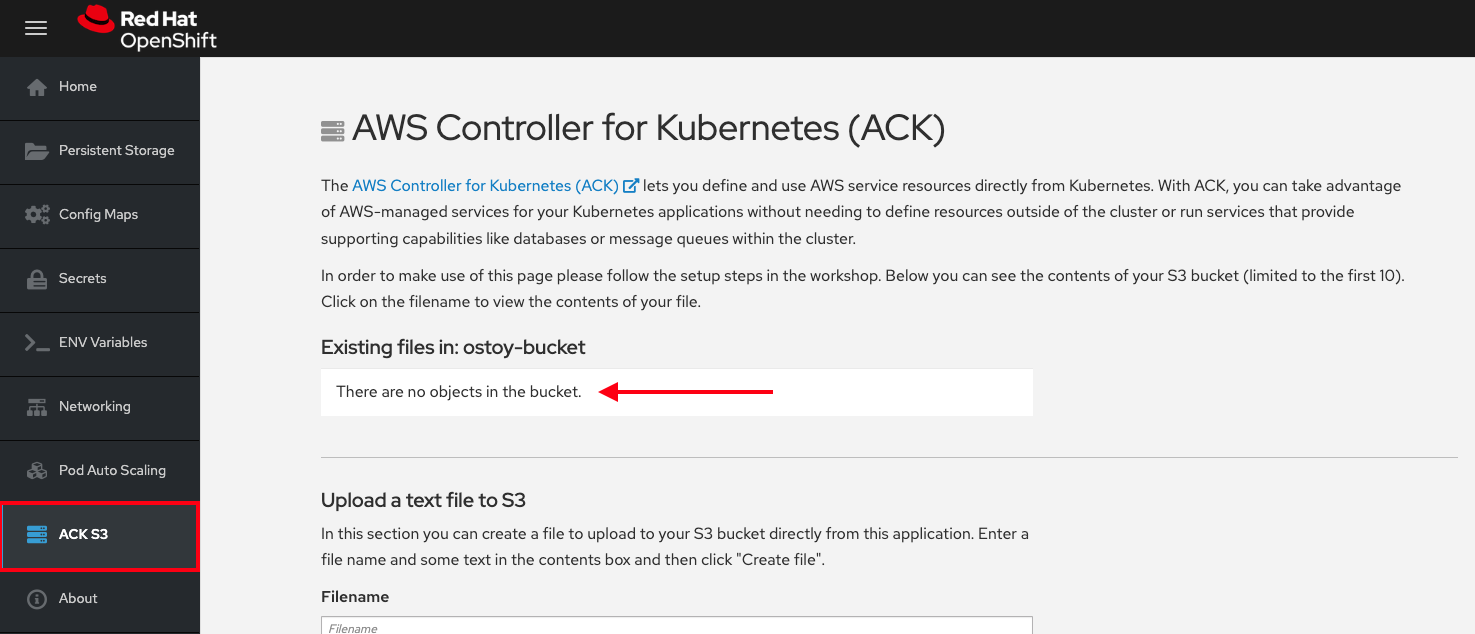 Red Hat
OpenShift
Home
Persistent Storage
Config Maps
Secrets
ENV Variables
Networking
Pod Auto Scaling
ACK S3
About
AWS Controller for Kubernetes (ACK)
The AWS Controller for Kubernetes (ACK) lets you define and use AWS service resources directly from Kubernetes. With ACK, you can take advantage
of AWS-managed services for your Kubernetes applications without needing to define resources outside of the cluster or run services that provide
supporting capabilities like databases or message queues within the cluster.
In order to make use of this page please follow the setup steps in the workshop. Below you can see the contents of your S3 bucket (limited to the first 10).
Click on the filename to view the contents of your file.
Existing files in: ostoy-bucket
There are no objects in the bucket.
Upload a text file to S3
In this section you can create a file to upload to your S3 bucket directly from this application. Enter a
file name and some text in the contents box and then click "Create file".
Filename
Filename